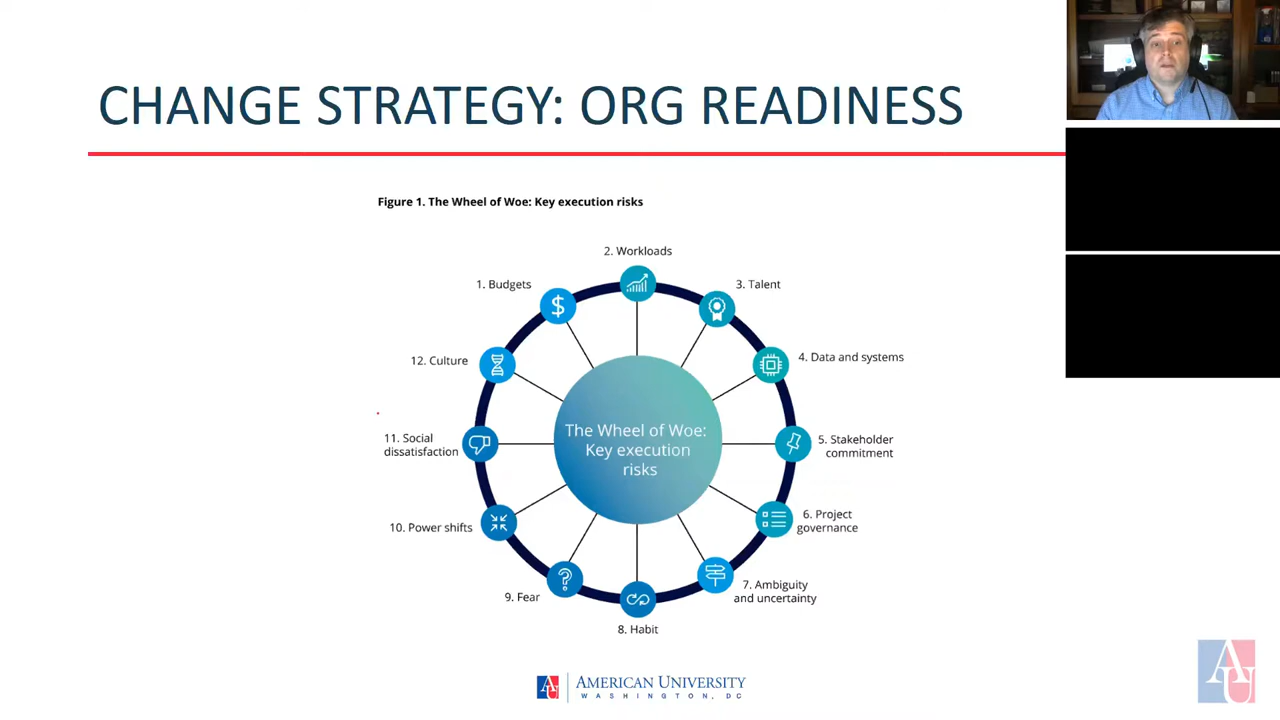 CHANGE STRATEGY: ORG READINESS
Figure 1. The Wheel of Woe: Key execution risks
2. Workloads
1. Budgets
3. Talent
12. Culture
4. Data and systems
11. Social
dissatisfaction
5. Stakeholder
commitment
The Wheel of Woe:
Key execution
risks
10. Power shifts
6. Project
governance
9. Fear
7. Ambiguity
and uncertainty
8. Habit
AMERICAN UNIVERSITY
WASHINGTON, DC
AU
AU